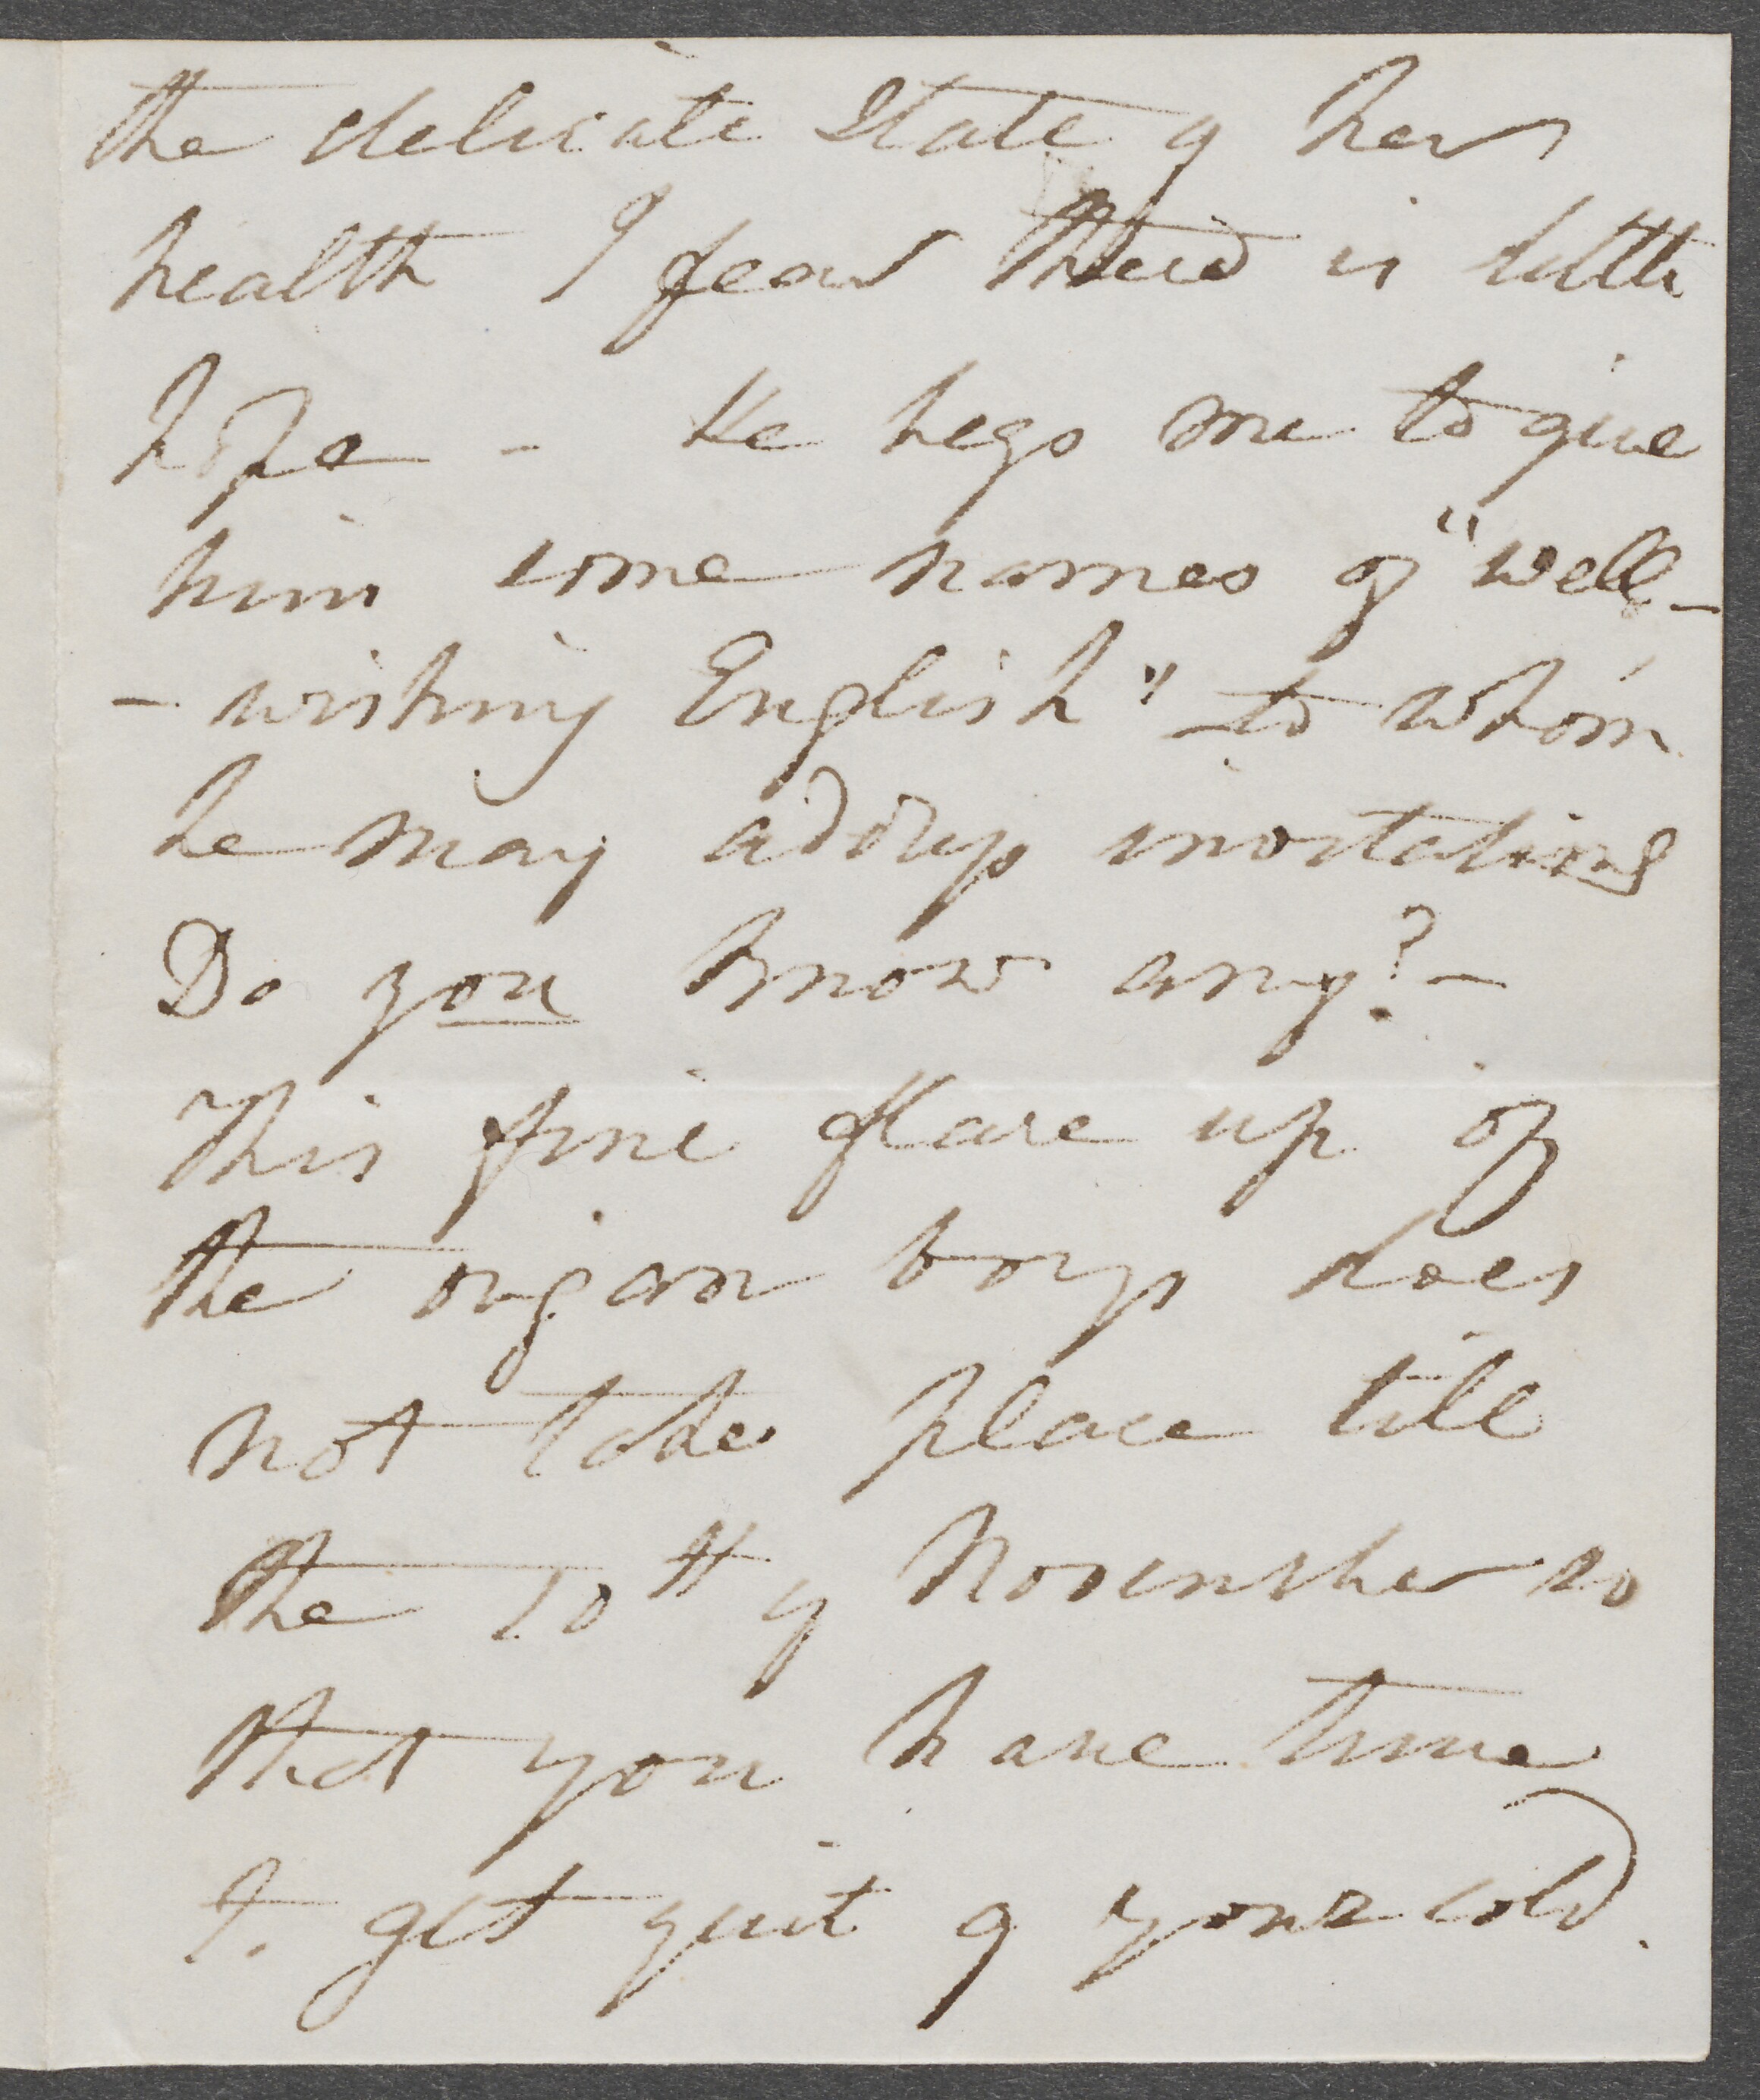 the delicate state of her
health I fear there is little
hope - He begs me to give
him some names of "well-
- wishing English" to whom
he may address invitations
Do you know any? -
This fine flare up of
the organ boys does
not take place till
the 10th of November so
that you have time
to get quit of your cold.